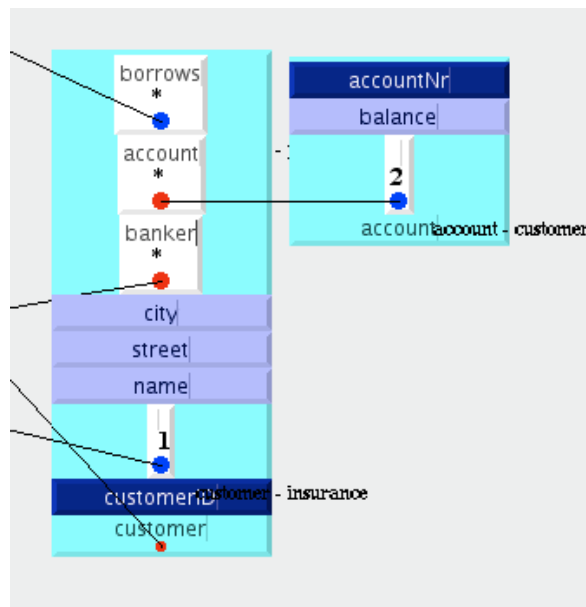 borrows
*
account
*
banker
*
city
street
name
1
customerID
customer - insurance
customer
accountNr
balance
2
account
account - customer